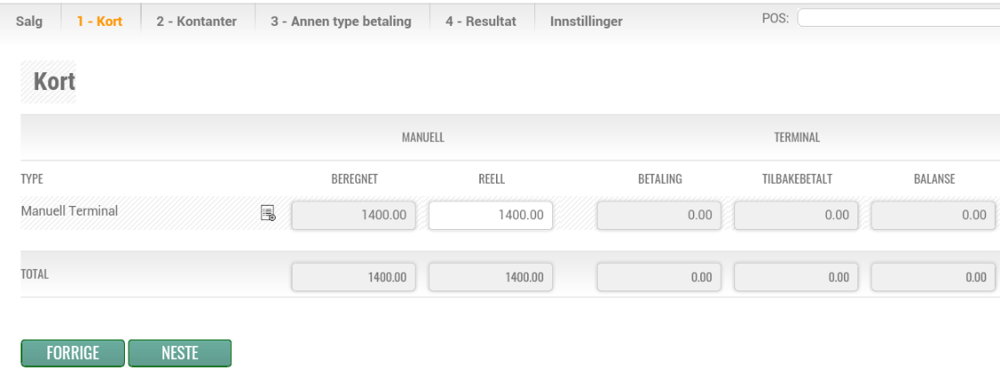 Salg 1 - Kort 2 - Kontanter 3 - Annen type betaling 4 - Resultat Innstillinger POS:
Kort
MANUELL TERMINAL
TYPE BEREGNET REELL BETALING TILBAKEBETALT BALANSE
Manuell Terminal 1400.00 1400.00 0.00 0.00 0.00
TOTAL 1400.00 1400.00 0.00 0.00 0.00
FORRIGE NESTE